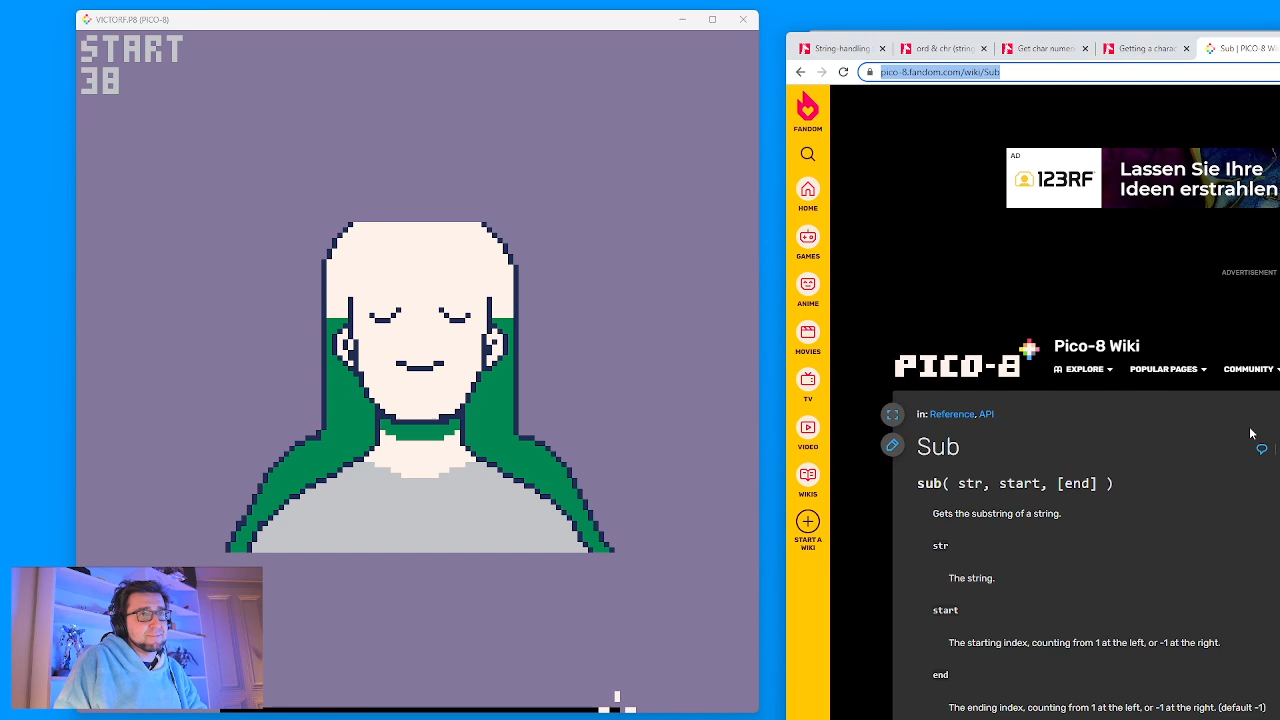 VICTORF.P8 (PICO-8)
START
38
String-handling
ord & chr (string
Get char numer
Getting a charac
Sub | PICO-8 Wi
pico-8.fandom.com/wiki/Sub
FANDOM
HOME
GAMES
ANIME
MOVIES
TV
VIDEO
WIKIS
START A
WIKI
AD
123RF
Lassen Sie Ihre
Ideen erstrahlen
ADVERTISEMENT
PICO-8
Pico-8 Wiki
EXPLORE
POPULAR PAGES
COMMUNITY
in: Reference, API
Sub
sub( str, start, [end] )
Gets the substring of a string.
str
The string.
start
The starting index, counting from 1 at the left, or -1 at the right.
end
The ending index, counting from 1 at the left, or -1 at the right. (default -1)